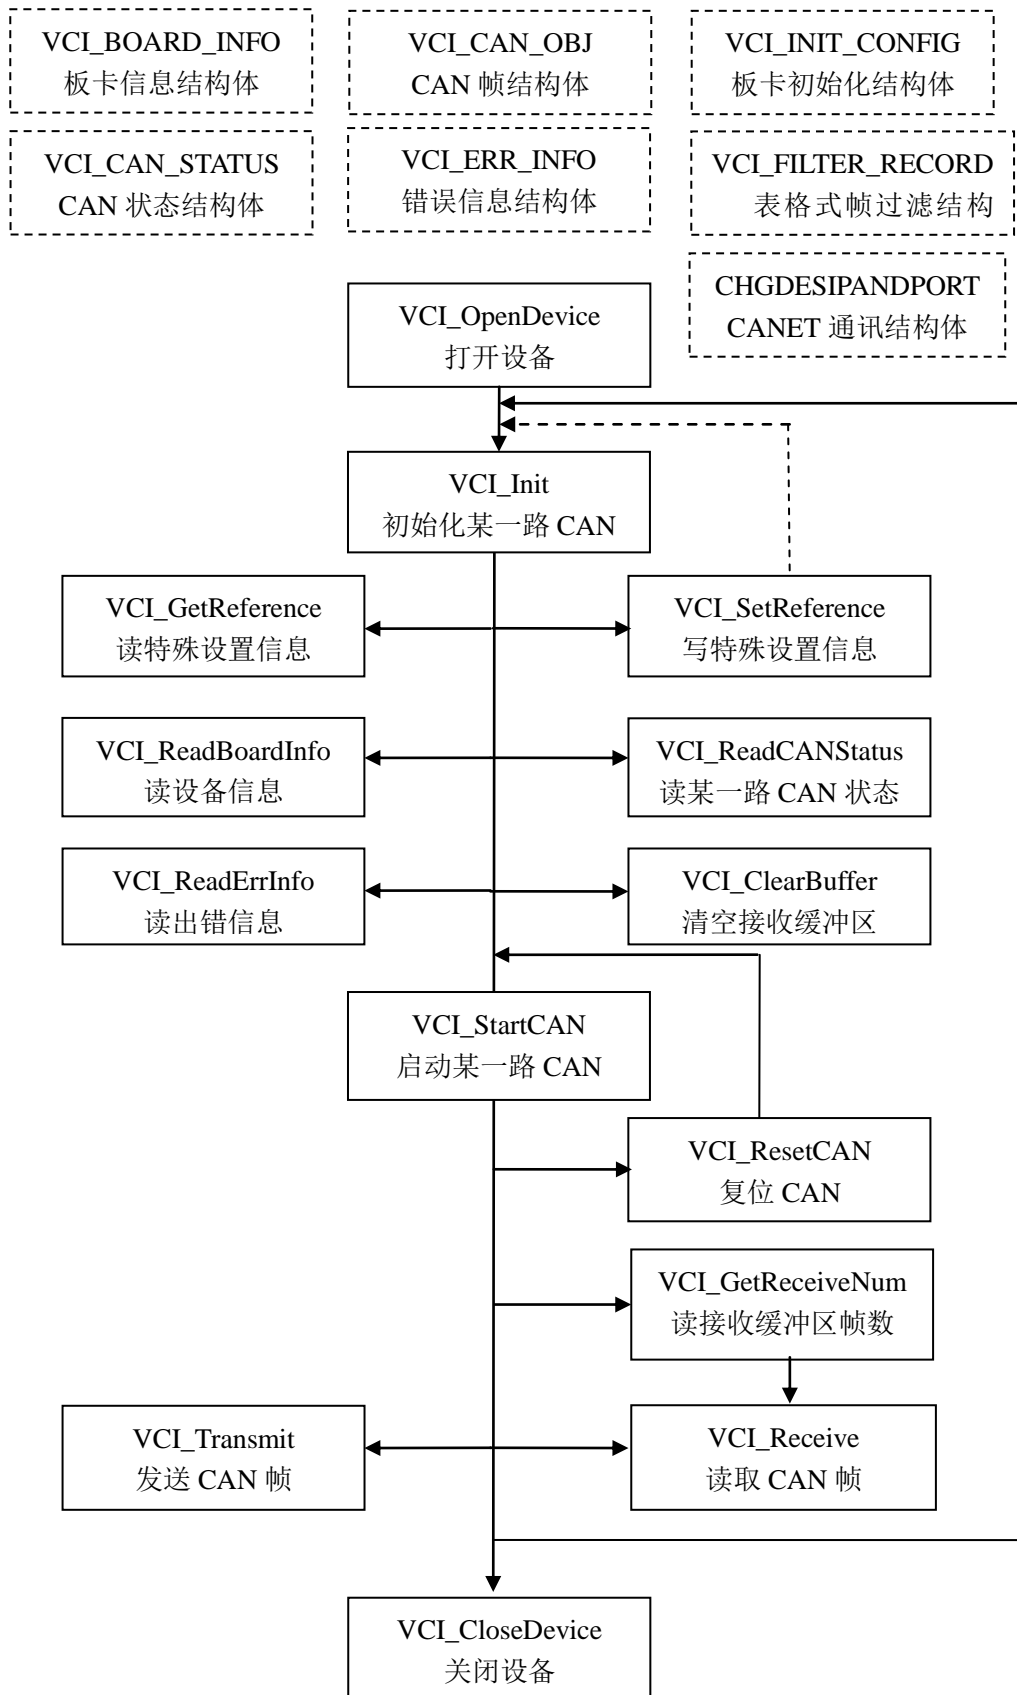 VCI_BOARD_INFO
板卡信息结构体
VCI_CAN_OBJ
CAN 帧结构体
VCI_INIT_CONFIG
板卡初始化结构体
VCI_CAN_STATUS
CAN 状态结构体
VCI_ERR_INFO
错误信息结构体
VCI_FILTER_RECORD
表格式帧过滤结构
CHGDESIPANDPORT
CANET 通讯结构体
VCI_OpenDevice
打开设备
VCI_Init
初始化某一路 CAN
VCI_GetReference
读特殊设置信息
VCI_SetReference
写特殊设置信息
VCI_ReadBoardInfo
读设备信息
VCI_ReadCANStatus
读某一路 CAN 状态
VCI_ReadErrInfo
读出错信息
VCI_ClearBuffer
清空接收缓冲区
VCI_StartCAN
启动某一路 CAN
VCI_ResetCAN
复位 CAN
VCI_GetReceiveNum
读接收缓冲区帧数
VCI_Transmit
发送 CAN 帧
VCI_Receive
读取 CAN 帧
VCI_CloseDevice
关闭设备